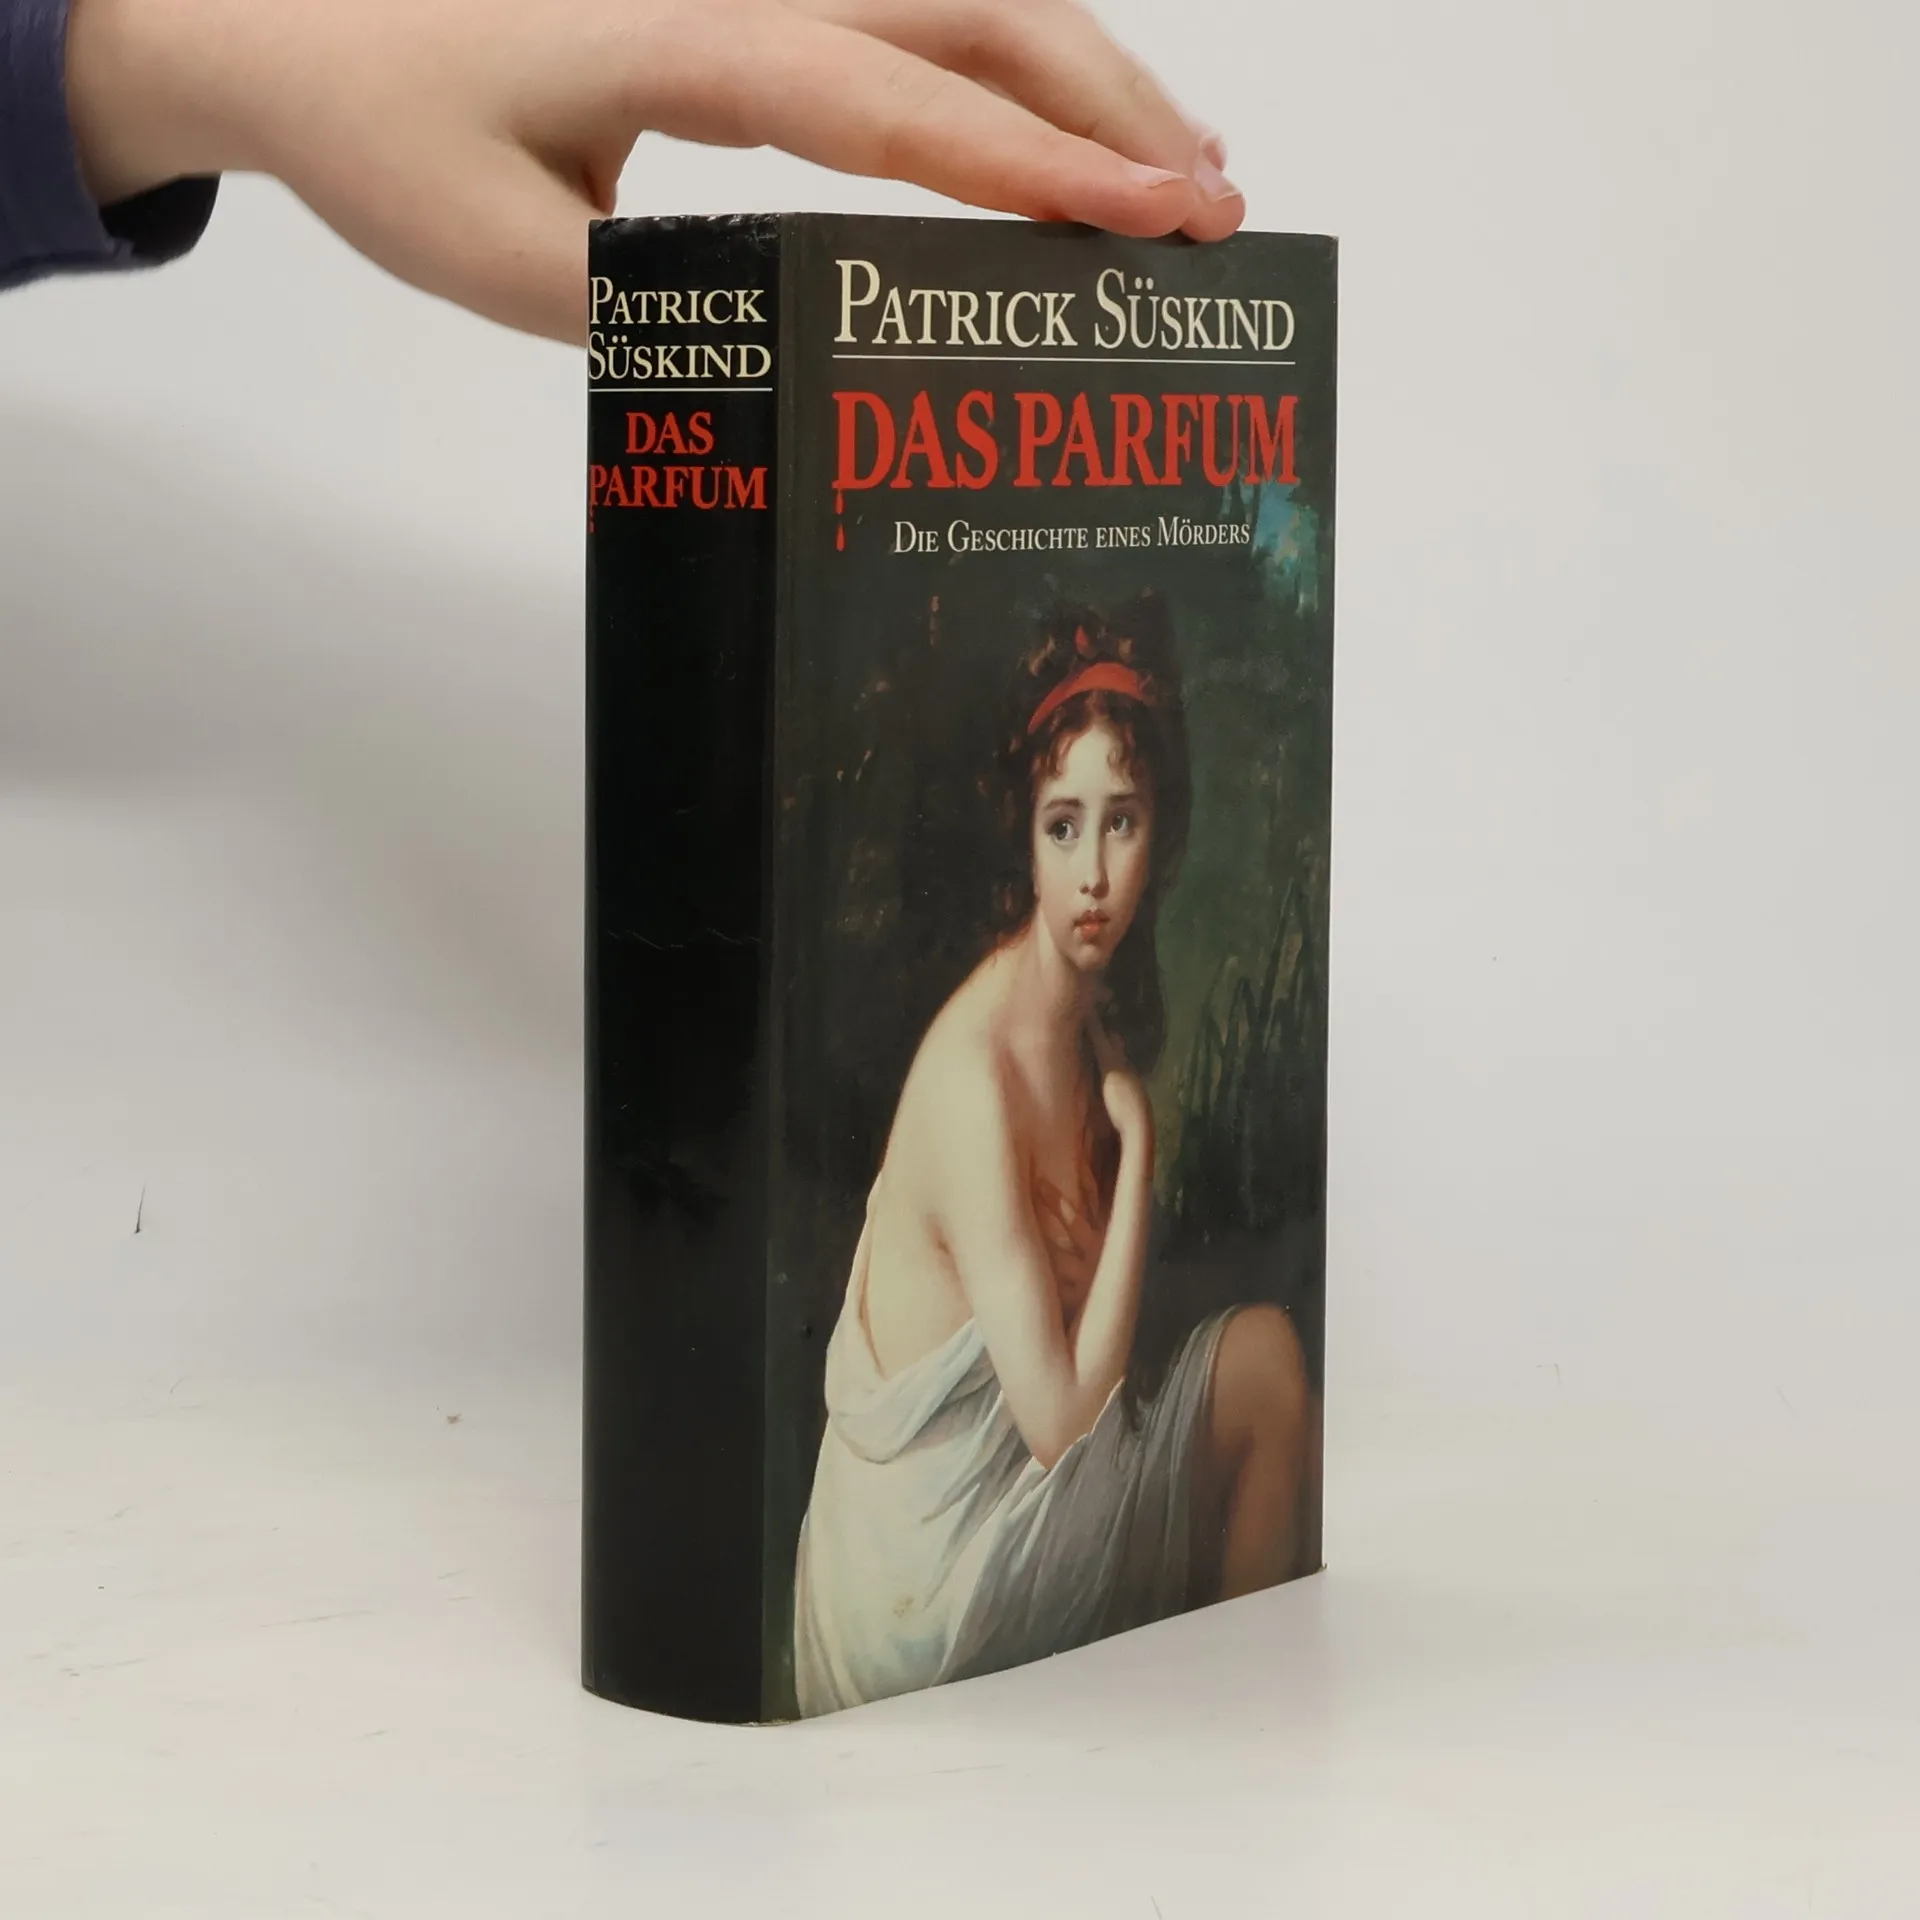 PATRICK
SÜSKIND
DAS
PARFUM
PATRICK SÜSKIND
DAS PARFUM
DIE GESCHICHTE EINES MÖRDERS